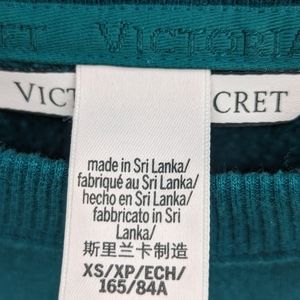 RET VICTORIA
VICT CRET
made in Sri Lanka/
fabriqué au Sri Lanka/
hecho en Sri Lanka/
fabbricato in Sri
Lanka/
斯里兰卡制造
XS/XP/ECH/
165/84A